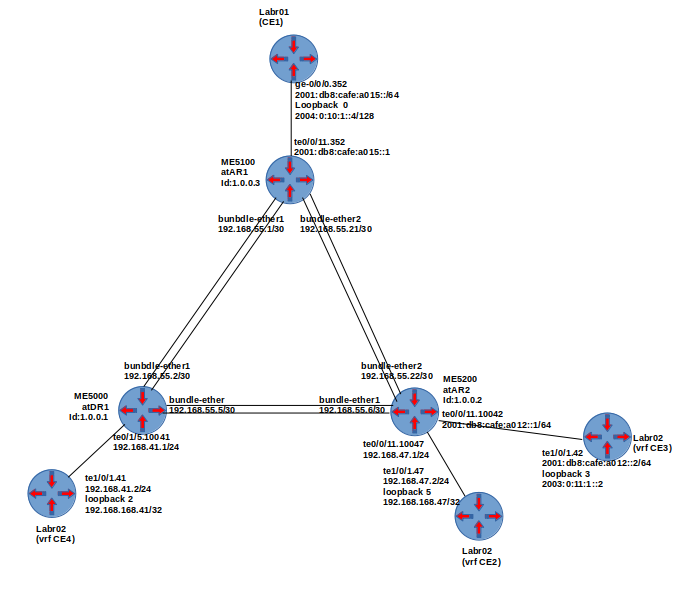 Labr01
(CE1)
ge-0/0/0.352
2001:db8:cafe:a015::/64
Loopback 0
2004:0:10:1::4/128
te0/0/11.352
2001:db8:cafe:a015::1
ME5100
atAR1
Id:1.0.0.3
bunbdle-ether1
192.168.55.1/30
bundle-ether2
192.168.55.21/30
bunbdle-ether1
192.168.55.2/30
bundle-ether2
192.168.55.22/30
ME5000
atDR1
Id:1.0.0.1
bundle-ether
192.168.55.5/30
bundle-ether1
192.168.55.6/30
ME5200
atAR2
Id:1.0.0.2
te0/0/11.10042
2001:db8:cafe:a012::1/64
te0/1/5.10041
192.168.41.1/24
te0/0/11.10047
192.168.47.1/24
Labr02
(vrf CE3)
te1/0/1.42
2001:db8:cafe:a012::2/64
loopback 3
2003:0:11:1::2
te1/0/1.41
192.168.41.2/24
loopback 2
192.168.168.41/32
te1/0/1.47
192.168.47.2/24
loopback 5
192.168.168.47/32
Labr02
(vrf CE4)
Labr02
(vrf CE2)